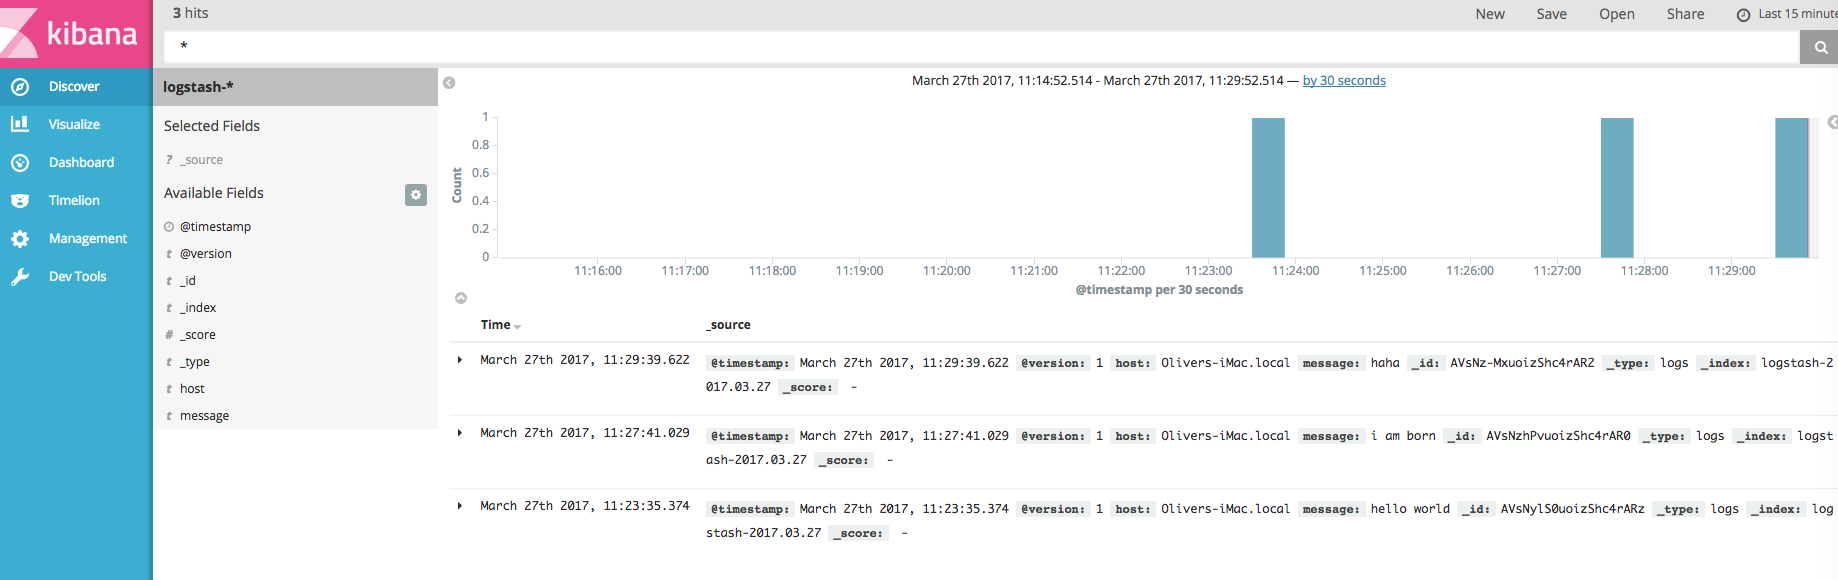 kibana
3 hits
New Save Open Share Last 15 minute
*
Discover
Visualize
Dashboard
Timelion
Management
Dev Tools
logstash-*
Selected Fields
? _source
Available Fields
@timestamp
t @version
t _id
t _index
# _score
t _type
t host
t message
March 27th 2017, 11:14:52.514 - March 27th 2017, 11:29:52.514 — by 30 seconds
Count
1
0.8
0.6
0.4
0.2
0
11:16:00 11:17:00 11:18:00 11:19:00 11:20:00 11:21:00 11:22:00 11:23:00 11:24:00 11:25:00 11:26:00 11:27:00 11:28:00 11:29:00
@timestamp per 30 seconds
Time _source
March 27th 2017, 11:29:39.622 @timestamp: March 27th 2017, 11:29:39.622 @version: 1 host: Olivers-iMac.local message: haha _id: AVsNz-MxuoizShc4rAR2 _type: logs _index: logstash-2
017.03.27 _score: -
March 27th 2017, 11:27:41.029 @timestamp: March 27th 2017, 11:27:41.029 @version: 1 host: Olivers-iMac.local message: i am born _id: AVsNzhPvuoizShc4rAR0 _type: logs _index: logst
ash-2017.03.27 _score: -
March 27th 2017, 11:23:35.374 @timestamp: March 27th 2017, 11:23:35.374 @version: 1 host: Olivers-iMac.local message: hello world _id: AVsNylS0uoizShc4rARz _type: logs _index: log
stash-2017.03.27 _score: -